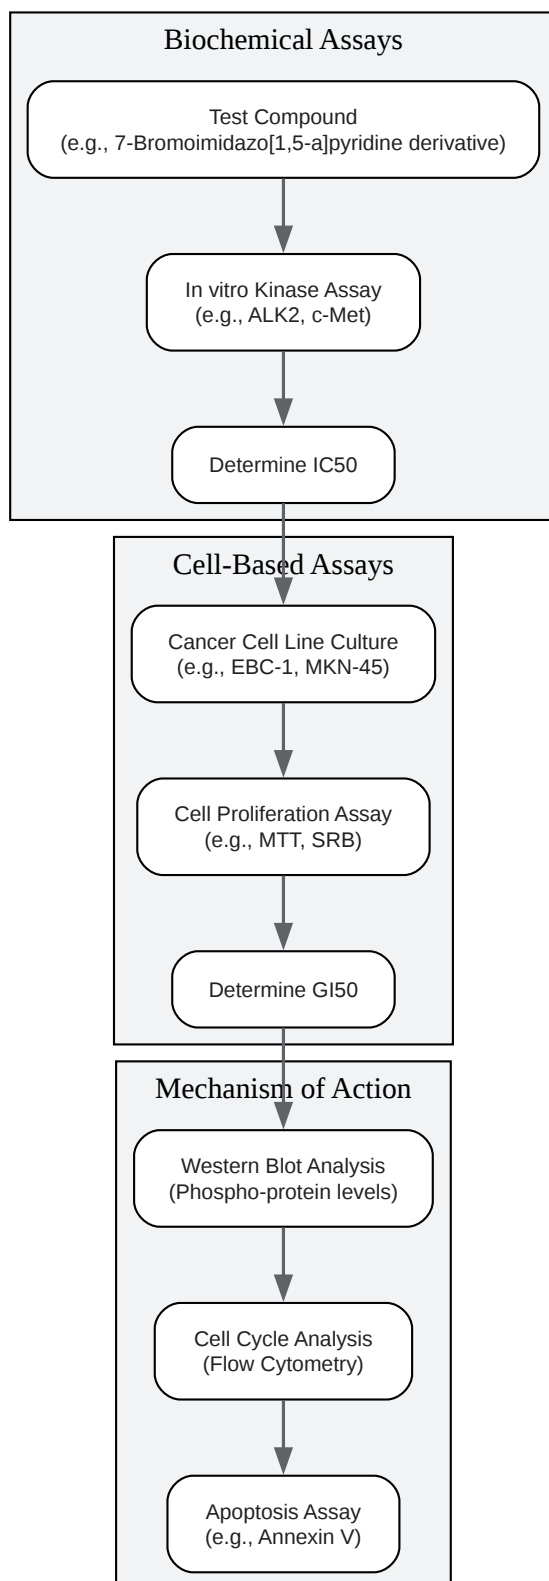 Biochemical Assays
Test Compound
(e.g., 7-Bromoimidazo[1,5-a]pyridine derivative)
In vitro Kinase Assay
(e.g., ALK2, c-Met)
Determine IC50
Cell-Based Assays
Cancer Cell Line Culture
(e.g., EBC-1, MKN-45)
Cell Proliferation Assay
(e.g., MTT, SRB)
Determine GI50
Mechanism of Action
Western Blot Analysis
(Phospho-protein levels)
Cell Cycle Analysis
(Flow Cytometry)
Apoptosis Assay
(e.g., Annexin V)